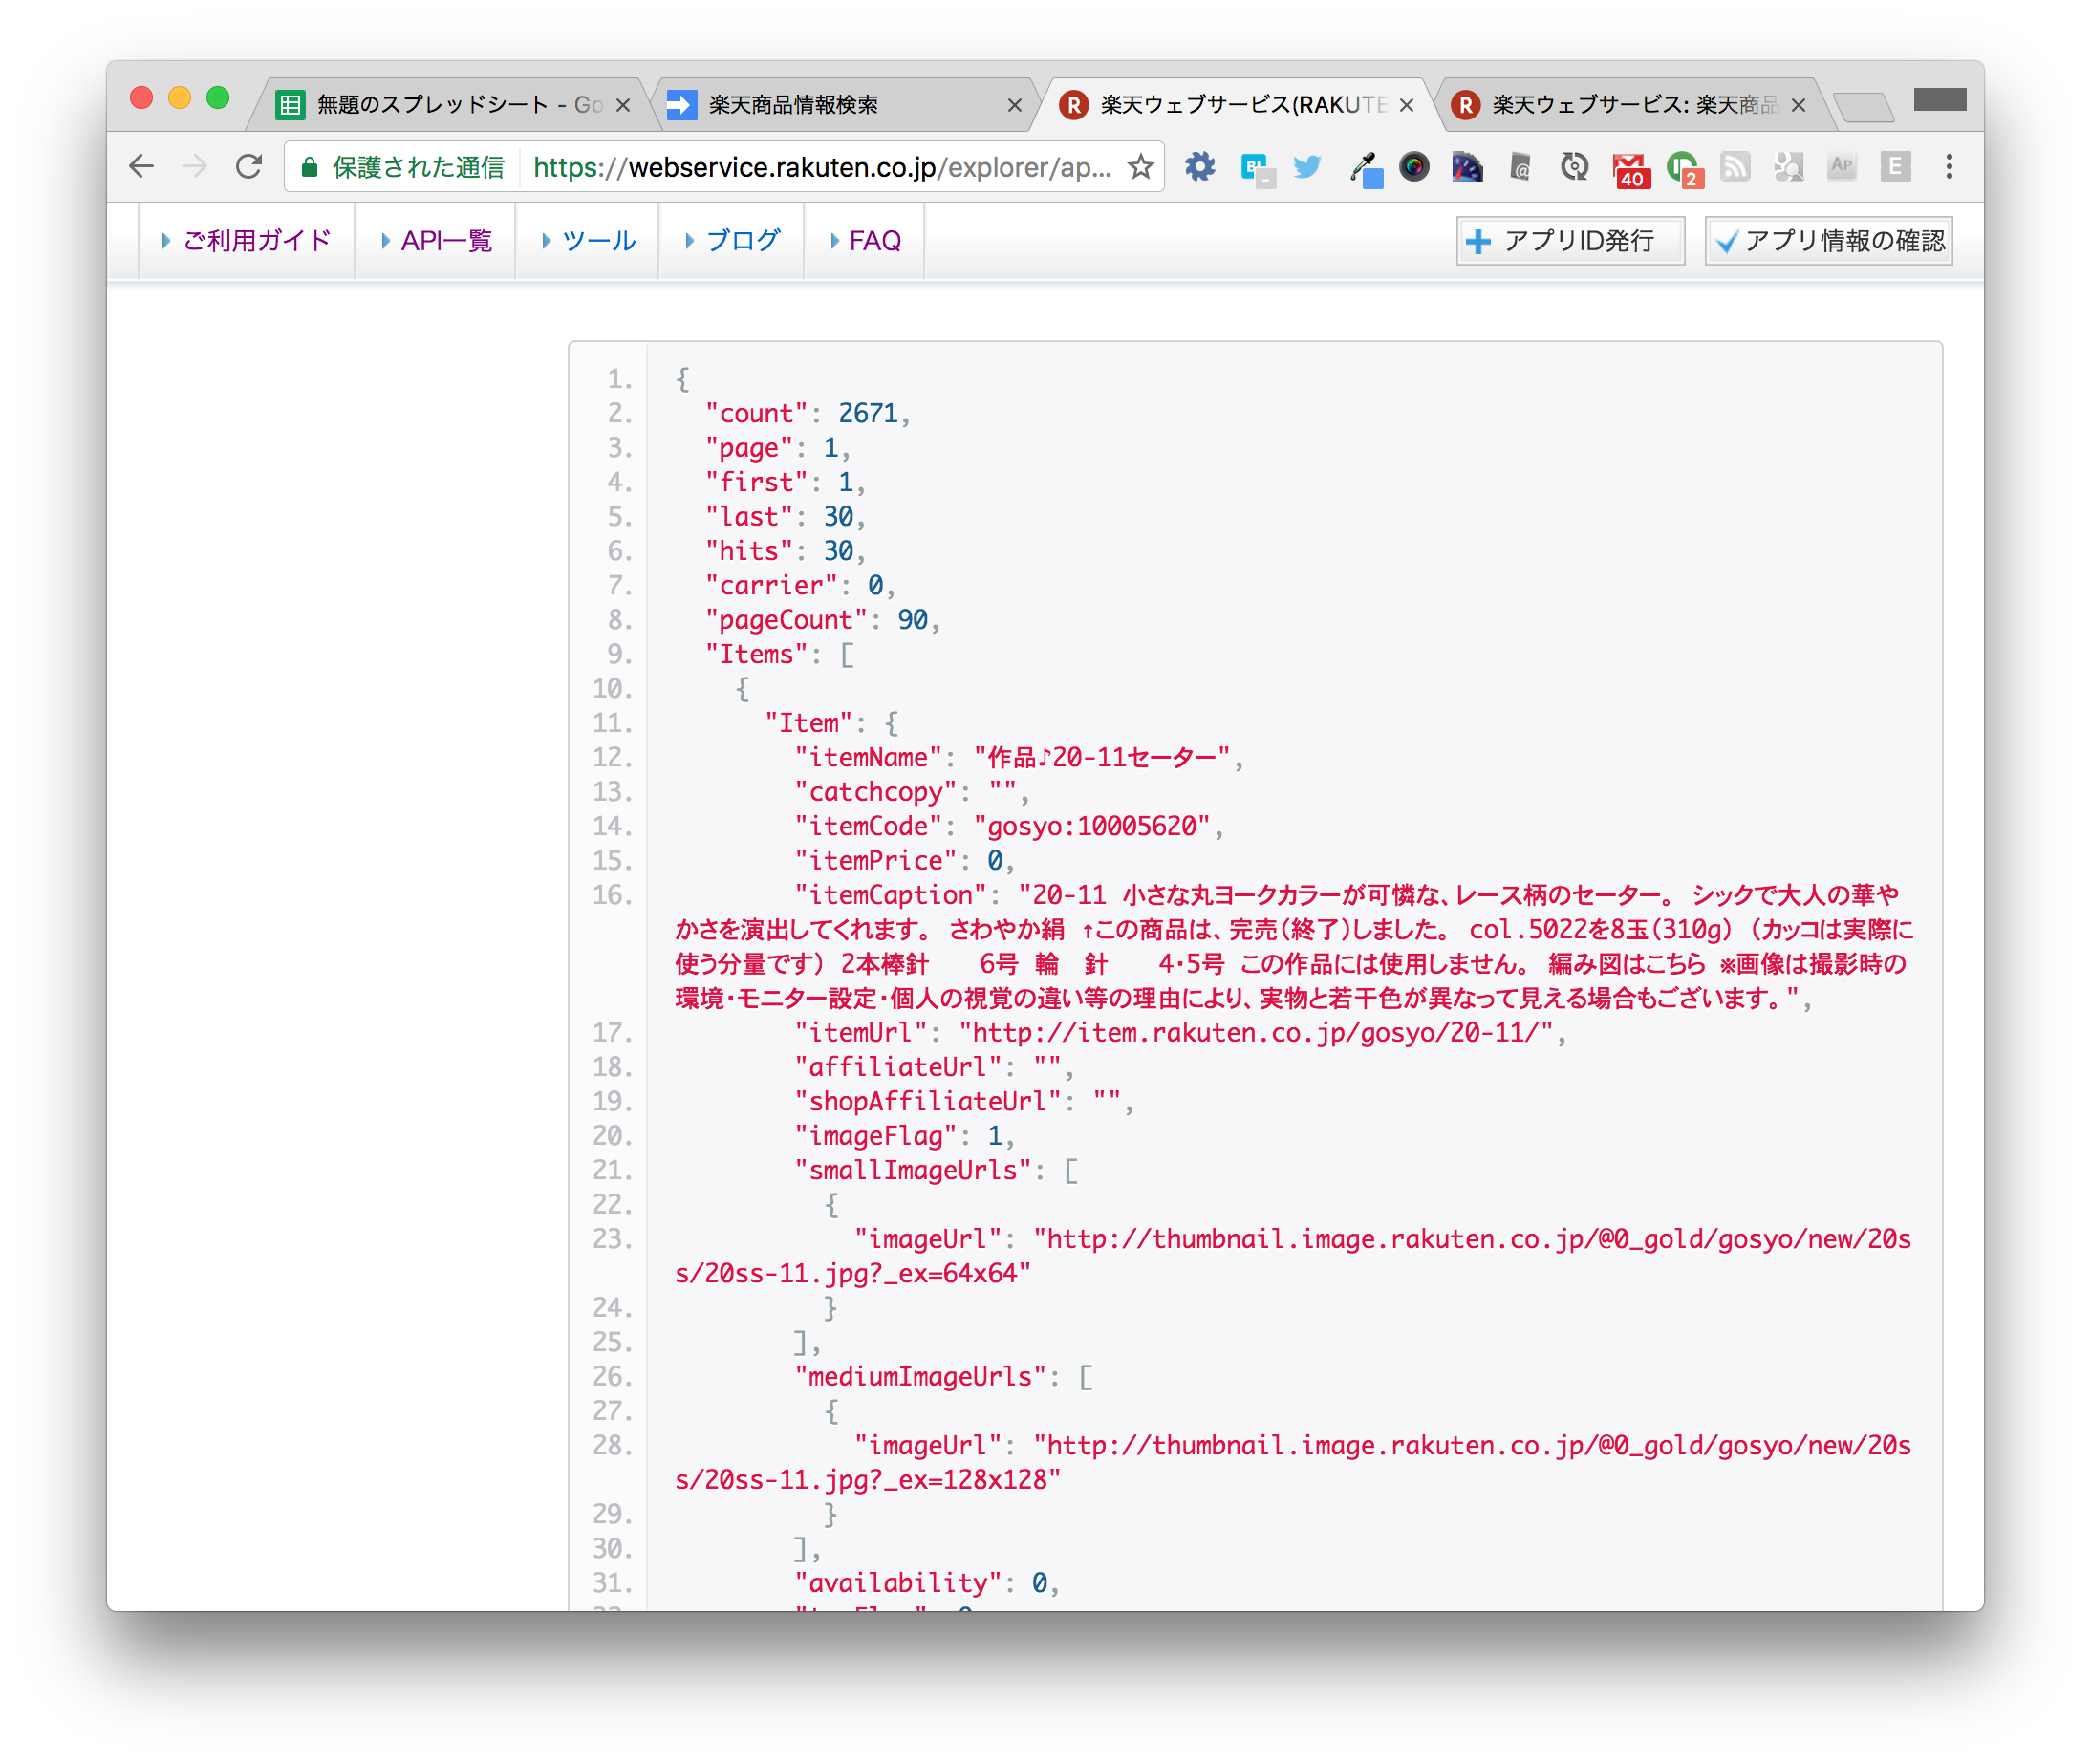 無題のスプレッドシート - Go
楽天商品情報検索
楽天ウェブサービス(RAKUTE
楽天ウェブサービス: 楽天商品
保護された通信 https://webservice.rakuten.co.jp/explorer/ap...
B! 40 2 AP E
ご利用ガイド API一覧 ツール ブログ FAQ アプリID発行 アプリ情報の確認
1. {
2. "count": 2671,
3. "page": 1,
4. "first": 1,
5. "last": 30,
6. "hits": 30,
7. "carrier": 0,
8. "pageCount": 90,
9. "Items": [
10. {
11. "Item": {
12. "itemName": "作品♪20-11セーター",
13. "catchcopy": "",
14. "itemCode": "gosyo:10005620",
15. "itemPrice": 0,
16. "itemCaption": "20-11 小さな丸ヨークカラーが可憐な、レース柄のセーター。 シックで大人の華や
かさを演出してくれます。 さわやか絹 ↑この商品は、完売(終了)しました。 col.5022を8玉(310g) (カッコは実際に
使う分量です) 2本棒針　　6号 輪　針　　4・5号 この作品には使用しません。 編み図はこちら ※画像は撮影時の
環境・モニター設定・個人の視覚の違い等の理由により、実物と若干色が異なって見える場合もございます。",
17. "itemUrl": "http://item.rakuten.co.jp/gosyo/20-11/",
18. "affiliateUrl": "",
19. "shopAffiliateUrl": "",
20. "imageFlag": 1,
21. "smallImageUrls": [
22. {
23. "imageUrl": "http://thumbnail.image.rakuten.co.jp/@0_gold/gosyo/new/20s
s/20ss-11.jpg?_ex=64x64"
24. }
25. ],
26. "mediumImageUrls": [
27. {
28. "imageUrl": "http://thumbnail.image.rakuten.co.jp/@0_gold/gosyo/new/20s
s/20ss-11.jpg?_ex=128x128"
29. }
30. ],
31. "availability": 0,